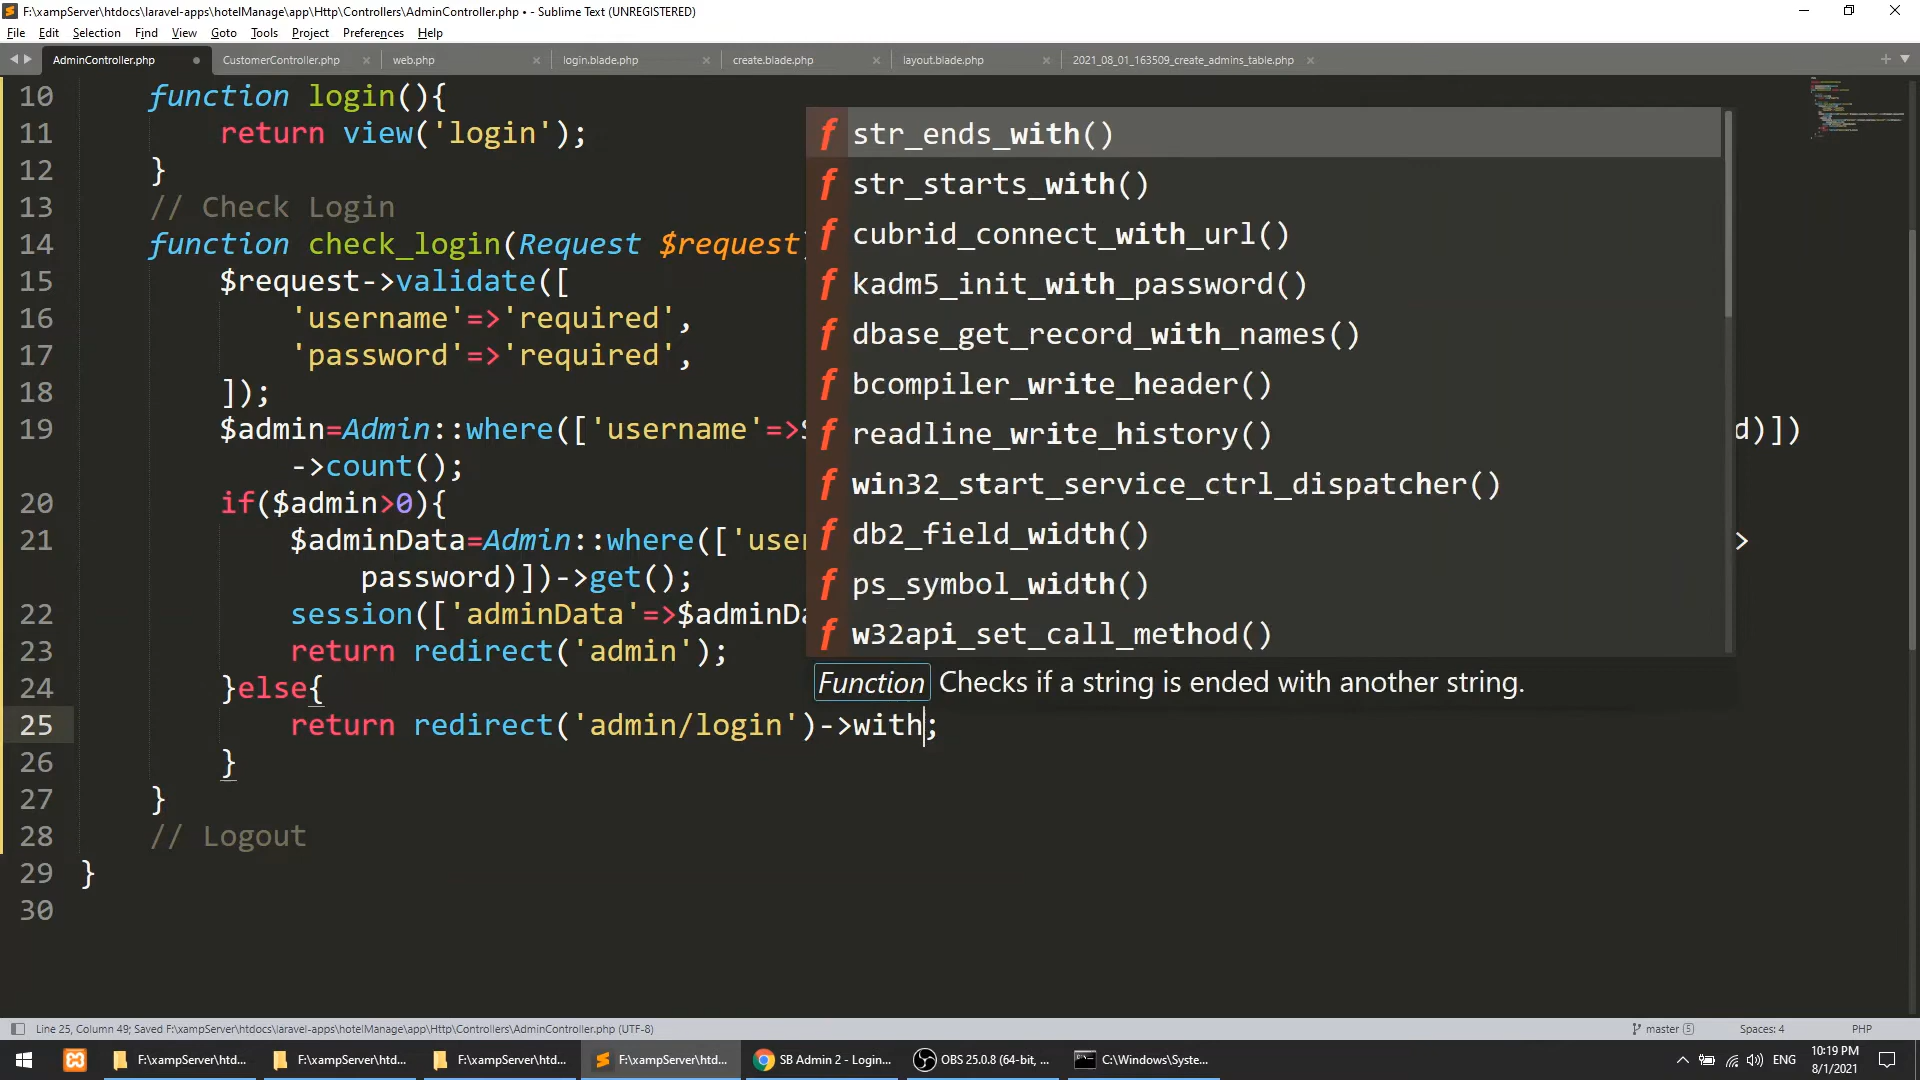 F:\xampServer\htdocs\laravel-apps\hotelManage\app\Http\Controllers\AdminController.php • - Sublime Text (UNREGISTERED)
File Edit Selection Find View Goto Tools Project Preferences Help
AdminController.php CustomerController.php web.php login.blade.php create.blade.php layout.blade.php 2021_08_01_163509_create_admins_table.php
10 function login(){
11 return view('login');
12 }
13 // Check Login
14 function check_login(Request $request)
15 $request->validate([
16 'username'=>'required',
17 'password'=>'required',
18 ]);
19 $admin=Admin::where(['username'=>$ d)])
->count();
20 if($admin>0){
21 $adminData=Admin::where(['user >
password)])->get();
22 session(['adminData'=>$adminDa
23 return redirect('admin');
24 }else{
25 return redirect('admin/login')->with;
26 }
27 }
28 // Logout
29 }
30
f str_ends_with()
f str_starts_with()
f cubrid_connect_with_url()
f kadm5_init_with_password()
f dbase_get_record_with_names()
f bcompiler_write_header()
f readline_write_history()
f win32_start_service_ctrl_dispatcher()
f db2_field_width()
f ps_symbol_width()
f w32api_set_call_method()
Function Checks if a string is ended with another string.
Line 25, Column 49; Saved F:\xampServer\htdocs\laravel-apps\hotelManage\app\Http\Controllers\AdminController.php (UTF-8) master 5 Spaces: 4 PHP
F:\xampServer\htd... F:\xampServer\htd... F:\xampServer\htd... F:\xampServer\htd... SB Admin 2 - Login... OBS 25.0.8 (64-bit, ... C:\Windows\Syste... ENG 10:19 PM
8/1/2021